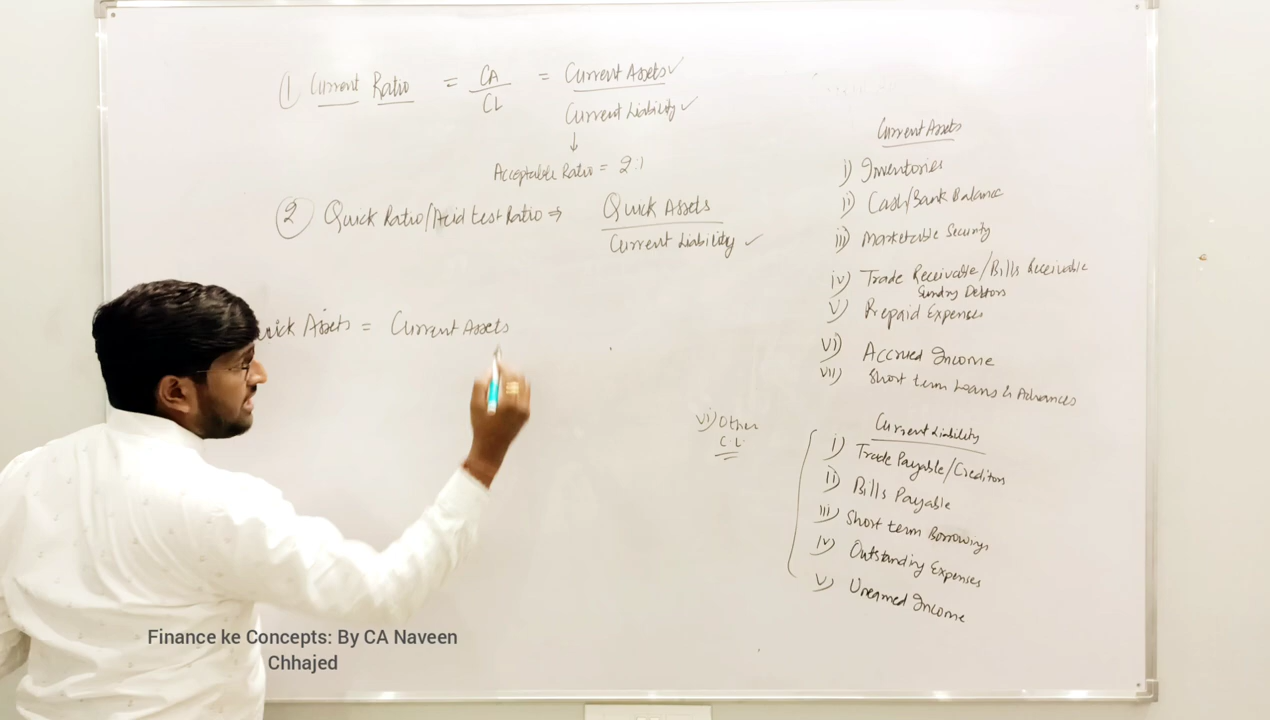 1 Current Ratio = CA / CL = Current Assets ✓ / Current Liability ✓
↓
Acceptable Ratio = 2:1
2 Quick Ratio/Acid test Ratio ⇒ Quick Assets / Current Liability ✓
uick Assets = Current Assets
Current Assets
i) Inventories
ii) Cash/Bank Balance
iii) Marketable Security
iv) Trade Receivable/Bills Receivable
Sundry Debtors
v) Prepaid Expenses
vi) Accrued Income
vii) Short term Loans & Advances
Current Liability
i) Trade Payable/Creditors
ii) Bills Payable
iii) Short term Borrowings
iv) Outstanding Expenses
v) Unearned Income
vi) Other
C.L.
Finance ke Concepts: By CA Naveen
Chhajed